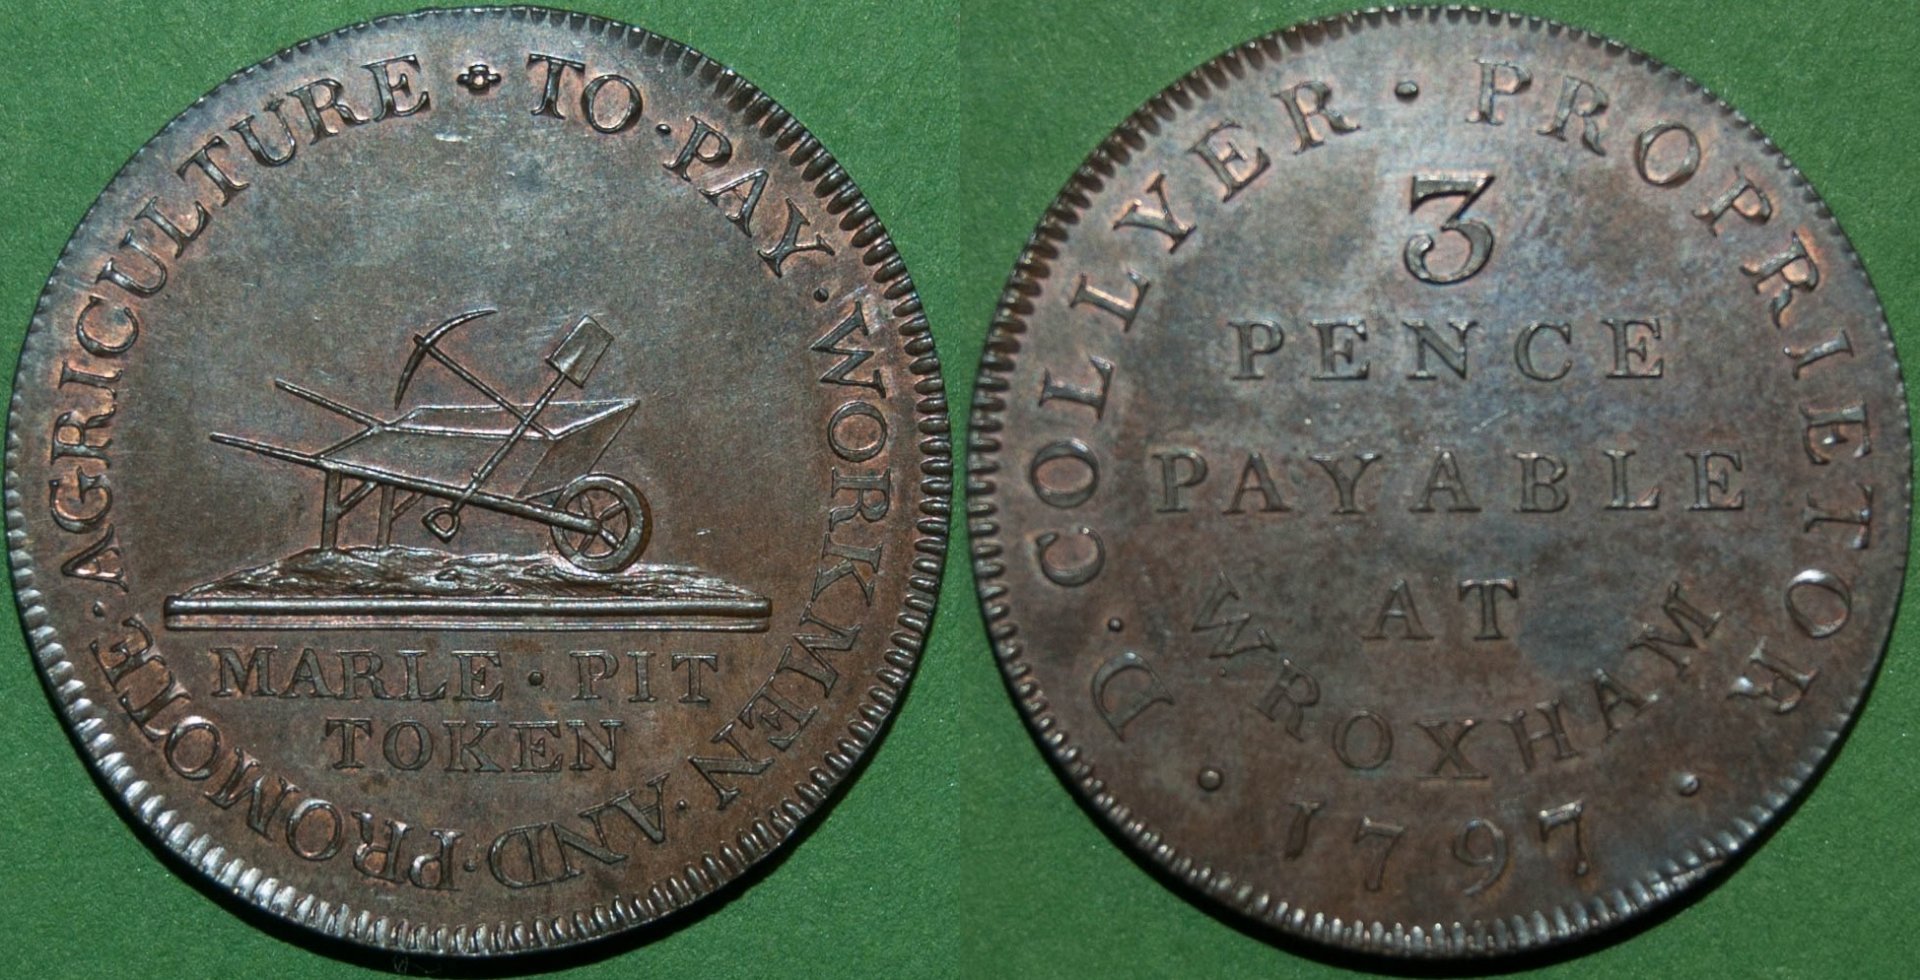 TO · PAY · WORKMEN · AND · PROMOTE · AGRICULTURE
MARLE · PIT
TOKEN
D · COLLYER · PROPRIETOR
3
PENCE
PAYABLE
AT
WROXHAM
· 1797 ·